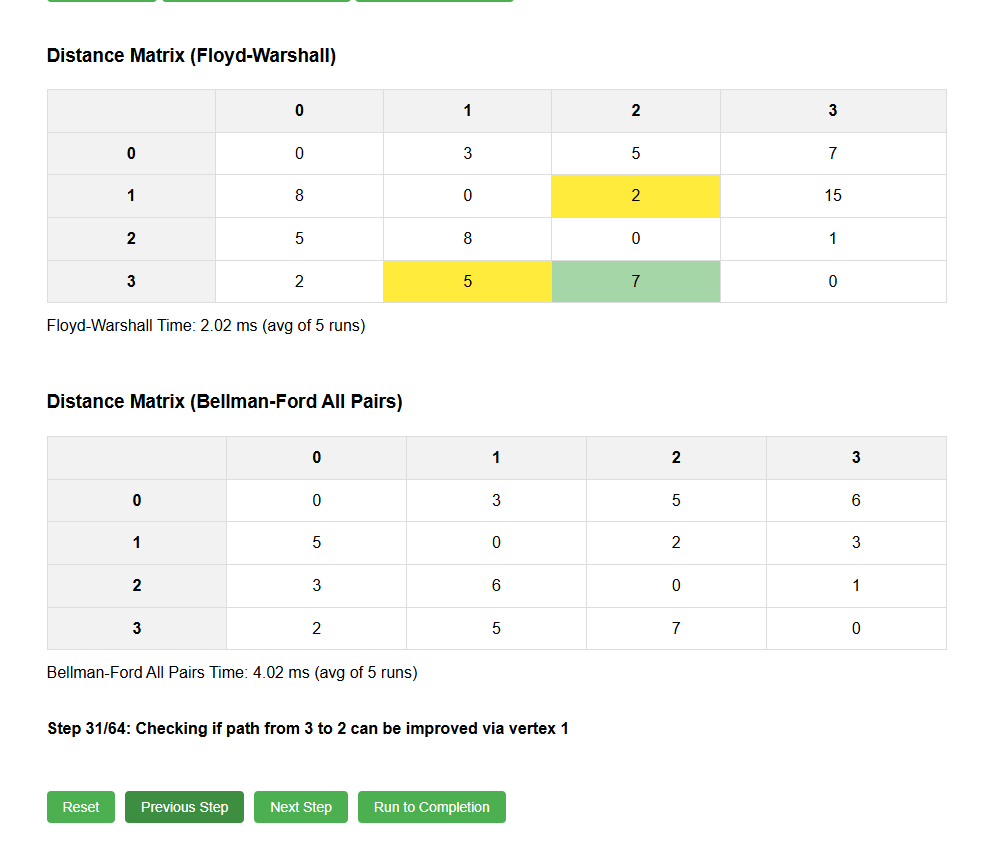 Distance Matrix (Floyd-Warshall)
0 1 2 3
0 0 3 5 7
1 8 0 2 15
2 5 8 0 1
3 2 5 7 0
Floyd-Warshall Time: 2.02 ms (avg of 5 runs)
Distance Matrix (Bellman-Ford All Pairs)
0 1 2 3
0 0 3 5 6
1 5 0 2 3
2 3 6 0 1
3 2 5 7 0
Bellman-Ford All Pairs Time: 4.02 ms (avg of 5 runs)
Step 31/64: Checking if path from 3 to 2 can be improved via vertex 1
Reset Previous Step Next Step Run to Completion